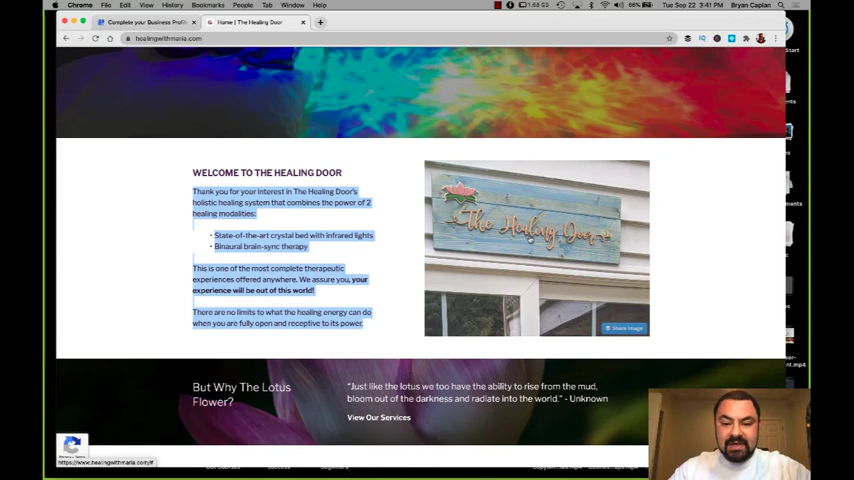 Chrome File Edit View History Bookmarks People Tab Window Help
Tue Sep 22 3:41 PM Bryan Caplan
Complete your Business Profile
Home | The Healing Door
healingwithmaria.com
WELCOME TO THE HEALING DOOR
Thank you for your interest in The Healing Door's
holistic healing system that combines the power of 2
healing modalities:
• State-of-the-art crystal bed with infrared lights
• Binaural brain-sync therapy
This is one of the most complete therapeutic
experiences offered anywhere. We assure you, your
experience will be out of this world!
There are no limits to what the healing energy can do
when you are fully open and receptive to its power.
The Healing Door
Share Image
But Why The Lotus
Flower?
"Just like the lotus we too have the ability to rise from the mud,
bloom out of the darkness and radiate into the world." - Unknown
View Our Services
https://www.healingwithmaria.com/#